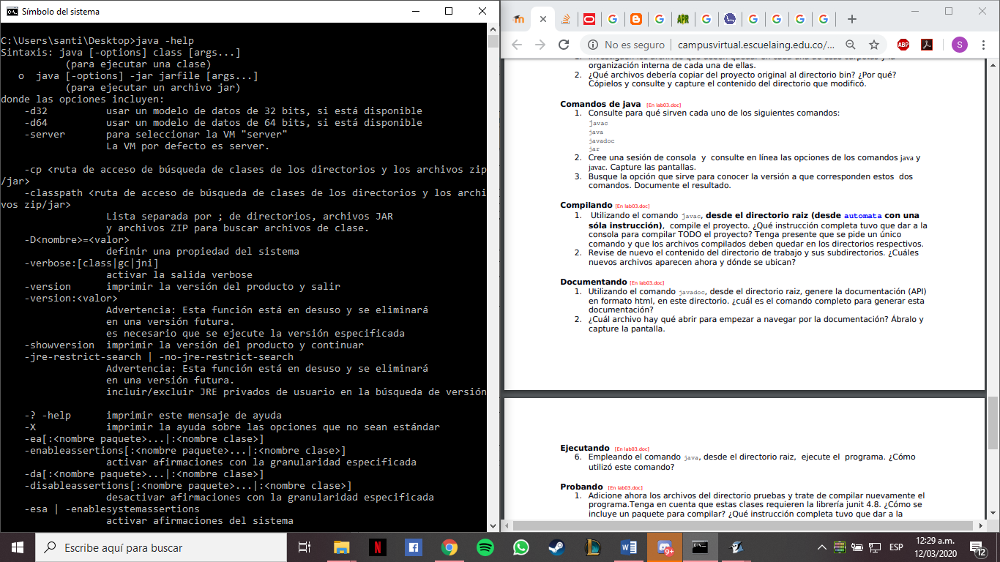 Símbolo del sistema
C:\Users\santi\Desktop>java -help
Sintaxis: java [-options] class [args...]
(para ejecutar una clase)
o java [-options] -jar jarfile [args...]
(para ejecutar un archivo jar)
donde las opciones incluyen:
-d32 usar un modelo de datos de 32 bits, si está disponible
-d64 usar un modelo de datos de 64 bits, si está disponible
-server para seleccionar la VM "server"
La VM por defecto es server.
-cp <ruta de acceso de búsqueda de clases de los directorios y los archivos zip
/jar>
-classpath <ruta de acceso de búsqueda de clases de los directorios y los archi
vos zip/jar>
Lista separada por ; de directorios, archivos JAR
y archivos ZIP para buscar archivos de clase.
-D<nombre>=<valor>
definir una propiedad del sistema
-verbose:[class|gc|jni]
activar la salida verbose
-version imprimir la versión del producto y salir
-version:<valor>
Advertencia: Esta función está en desuso y se eliminará
en una versión futura.
es necesario que se ejecute la versión especificada
-showversion imprimir la versión del producto y continuar
-jre-restrict-search | -no-jre-restrict-search
Advertencia: Esta función está en desuso y se eliminará
en una versión futura.
incluir/excluir JRE privados de usuario en la búsqueda de versión
-? -help imprimir este mensaje de ayuda
-X imprimir la ayuda sobre las opciones que no sean estándar
-ea[:<nombre paquete>...|:<nombre clase>]
-enableassertions[:<nombre paquete>...|:<nombre clase>]
activar afirmaciones con la granularidad especificada
-da[:<nombre paquete>...|:<nombre clase>]
-disableassertions[:<nombre paquete>...|:<nombre clase>]
desactivar afirmaciones con la granularidad especificada
-esa | -enablesystemassertions
activar afirmaciones del sistema
No es seguro | campusvirtual.escuelaing.edu.co/...
S
ABP
APR
organización interna de cada una de ellas.
2. ¿Qué archivos debería copiar del proyecto original al directorio bin? ¿Por qué?
Cópielos y consulte y capture el contenido del directorio que modificó.
Comandos de java [En lab03.doc]
1. Consulte para qué sirven cada uno de los siguientes comandos:
javac
java
javadoc
jar
2. Cree una sesión de consola y consulte en línea las opciones de los comandos java y
javac. Capture las pantallas.
3. Busque la opción que sirve para conocer la versión a que corresponden estos dos
comandos. Documente el resultado.
Compilando [En lab03.doc]
1. Utilizando el comando javac, desde el directorio raiz (desde automata con una
sóla instrucción), compile el proyecto. ¿Qué instrucción completa tuvo que dar a la
consola para compilar TODO el proyecto? Tenga presente que se pide un único
comando y que los archivos compilados deben quedar en los directorios respectivos.
2. Revise de nuevo el contenido del directorio de trabajo y sus subdirectorios. ¿Cuáles
nuevos archivos aparecen ahora y dónde se ubican?
Documentando [En lab03.doc]
1. Utilizando el comando javadoc, desde el directorio raiz, genere la documentación (API)
en formato html, en este directorio. ¿cuál es el comando completo para generar esta
documentación?
2. ¿Cuál archivo hay qué abrir para empezar a navegar por la documentación? Ábralo y
capture la pantalla.
Ejecutando [En lab03.doc]
6. Empleando el comando java, desde el directorio raiz, ejecute el programa. ¿Cómo
utilizó este comando?
Probando [En lab03.doc]
1. Adicione ahora los archivos del directorio pruebas y trate de compilar nuevamente el
programa.Tenga en cuenta que estas clases requieren la librería junit 4.8. ¿Cómo se
incluye un paquete para compilar? ¿Qué instrucción completa tuvo que dar a la
Escribe aquí para buscar
9+
ESP
12:29 a.m.
12/03/2020
12